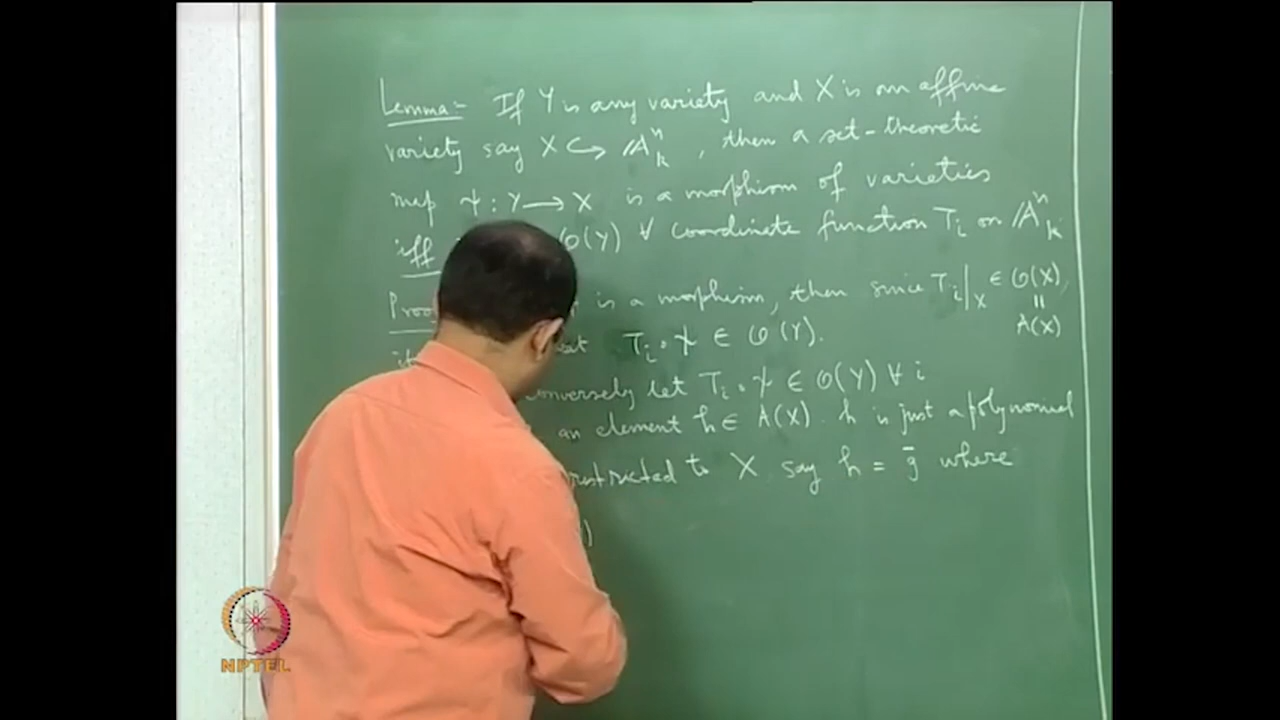 Lemma:- If Y is any variety and X is an affine
variety say X ↪ 𝔸ⁿₖ, then a set-theoretic
map ψ : Y ⟶ X is a morphism of varieties
iff O(Y) ∀ coordinate function Tᵢ on 𝔸ⁿₖ
is a morphism, then since Tᵢ|_X ∈ O(X),
||
A(X)
Tᵢ∘ψ ∈ O(Y).
let Tᵢ∘ψ ∈ O(Y) ∀ i
an element h ∈ A(X). h is just a polynomial
restricted to X say h = ḡ where
NPTEL